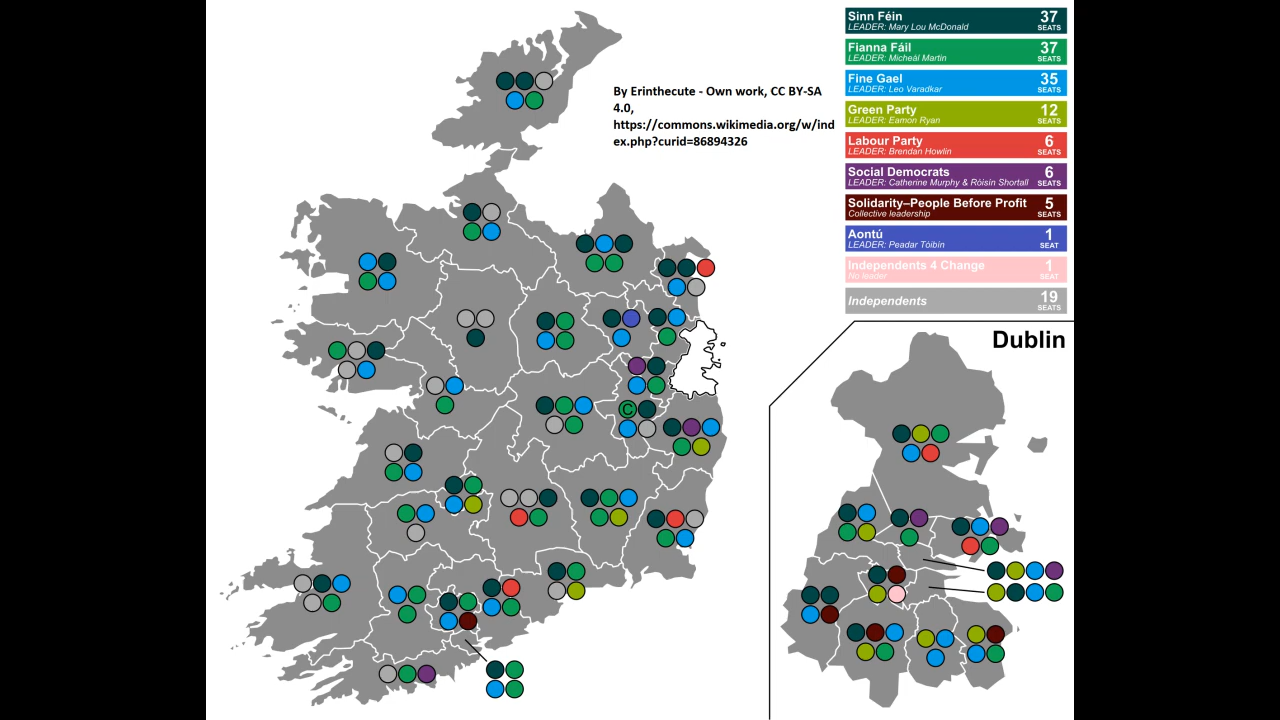 By Erinthecute - Own work, CC BY-SA
4.0,
https://commons.wikimedia.org/w/ind
ex.php?curid=86894326
Sinn Féin 37
LEADER: Mary Lou McDonald SEATS
Fianna Fáil 37
LEADER: Micheál Martin SEATS
Fine Gael 35
LEADER: Leo Varadkar SEATS
Green Party 12
LEADER: Eamon Ryan SEATS
Labour Party 6
LEADER: Brendan Howlin SEATS
Social Democrats 6
LEADER: Catherine Murphy & Róisín Shortall SEATS
Solidarity–People Before Profit 5
Collective leadership SEATS
Aontú 1
LEADER: Peadar Tóibín SEAT
Independents 4 Change 1
No leader SEAT
Independents 19
SEATS
Dublin
C